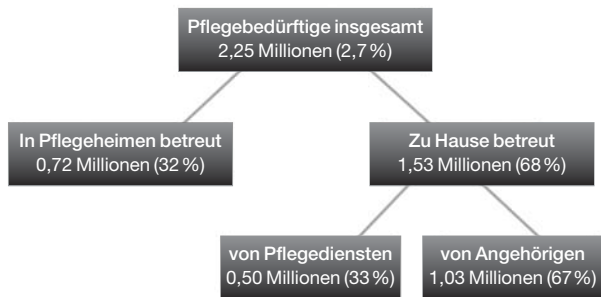 Pflegebedürftige insgesamt
2,25 Millionen (2,7 %)
In Pflegeheimen betreut
0,72 Millionen (32 %)
Zu Hause betreut
1,53 Millionen (68 %)
von Pflegediensten
0,50 Millionen (33 %)
von Angehörigen
1,03 Millionen (67 %)